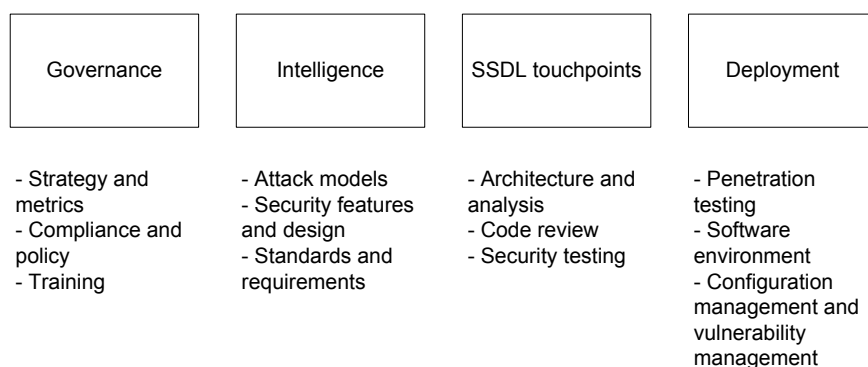 Governance
Intelligence
SSDL touchpoints
Deployment
- Strategy and
metrics
- Compliance and
policy
- Training
- Attack models
- Security features
and design
- Standards and
requirements
- Architecture and
analysis
- Code review
- Security testing
- Penetration
testing
- Software
environment
- Configuration
management and
vulnerability
management